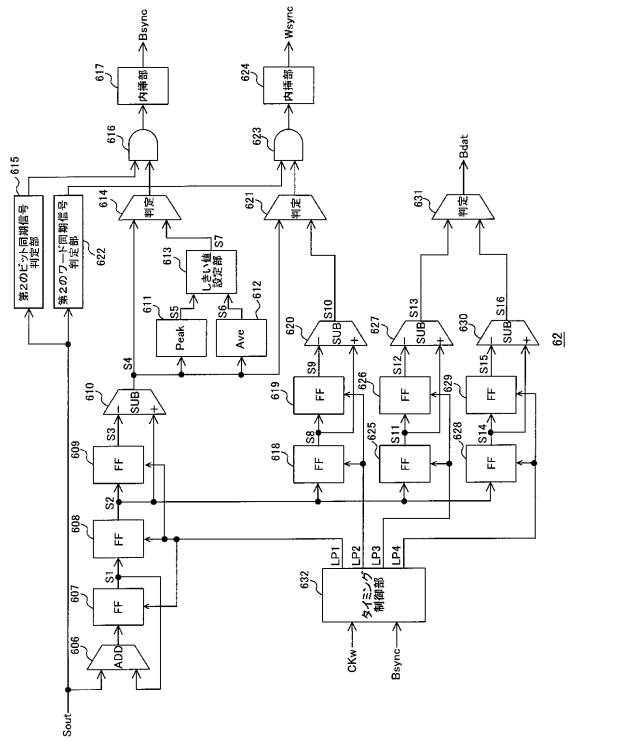 Sout
606
ADD
607
FF
S1
608
FF
S2
609
FF
S3
610
SUB
−
+
S4
611
Peak
S5
Ave
612
S6
613
しきい値
設定部
S7
614
判定
615
第2のビット同期信号
判定部
第2のワード同期信号
判定部
622
616
617
内挿部
Bsync
618
FF
S8
619
FF
S9
620
SUB
−
+
S10
621
判定
623
624
内挿部
Wsync
625
FF
S11
626
FF
S12
627
SUB
−
+
S13
628
FF
S14
629
FF
S15
630
SUB
−
+
S16
631
判定
Bdat
632
タイミング
制御部
CKw
Bsync
LP1
LP2
LP3
LP4
62